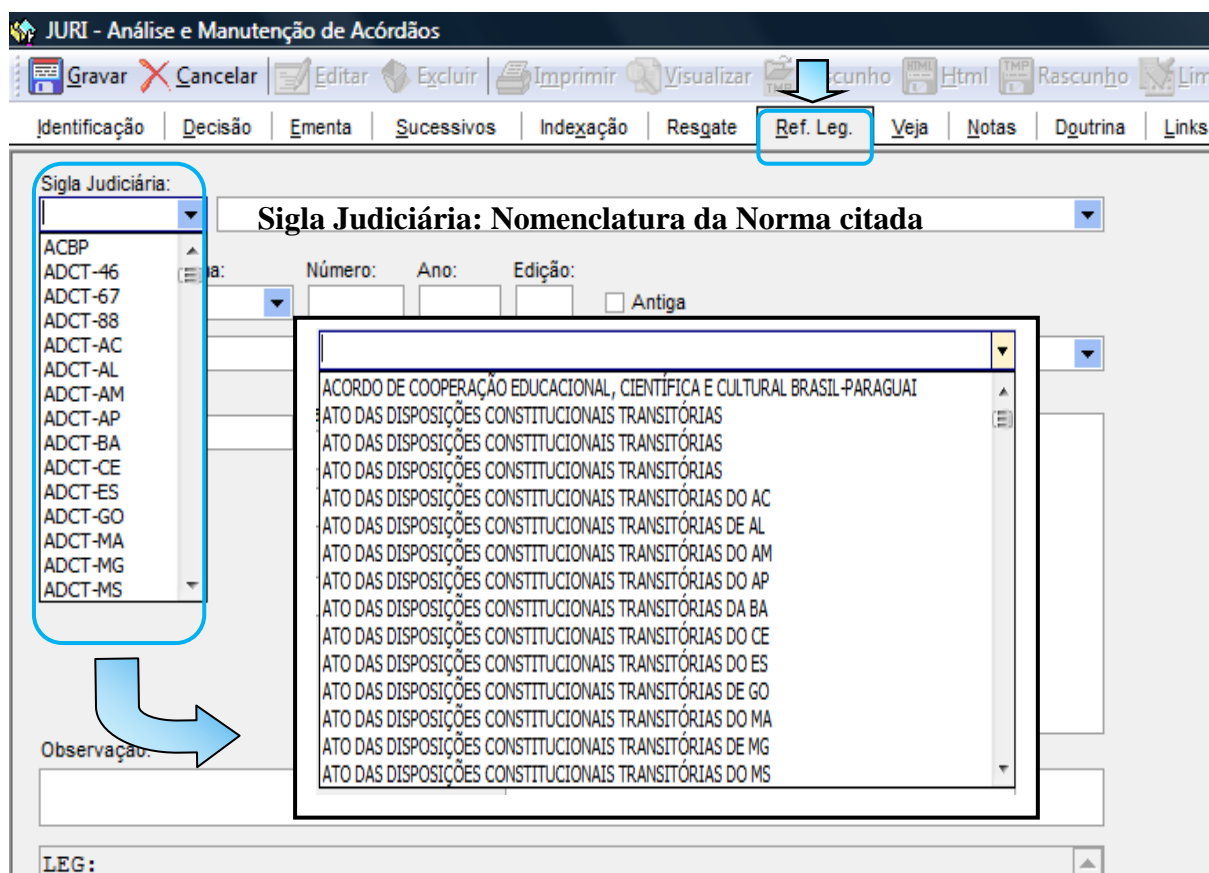 JURI - Análise e Manutenção de Acórdãos
Gravar Cancelar Editar Excluir Imprimir Visualizar cunho Html Rascunho Lim
Identificação Decisão Ementa Sucessivos Indexação Resgate Ref. Leg. Veja Notas Doutrina Links
Sigla Judiciária:
Sigla Judiciária: Nomenclatura da Norma citada
ACBP
ADCT-46
ADCT-67
ADCT-88
ADCT-AC
ADCT-AL
ADCT-AM
ADCT-AP
ADCT-BA
ADCT-CE
ADCT-ES
ADCT-GO
ADCT-MA
ADCT-MG
ADCT-MS
a: Número: Ano: Edição:
Antiga
ACORDO DE COOPERAÇÃO EDUCACIONAL, CIENTÍFICA E CULTURAL BRASIL-PARAGUAI
ATO DAS DISPOSIÇÕES CONSTITUCIONAIS TRANSITÓRIAS
ATO DAS DISPOSIÇÕES CONSTITUCIONAIS TRANSITÓRIAS
ATO DAS DISPOSIÇÕES CONSTITUCIONAIS TRANSITÓRIAS
ATO DAS DISPOSIÇÕES CONSTITUCIONAIS TRANSITÓRIAS DO AC
ATO DAS DISPOSIÇÕES CONSTITUCIONAIS TRANSITÓRIAS DE AL
ATO DAS DISPOSIÇÕES CONSTITUCIONAIS TRANSITÓRIAS DO AM
ATO DAS DISPOSIÇÕES CONSTITUCIONAIS TRANSITÓRIAS DO AP
ATO DAS DISPOSIÇÕES CONSTITUCIONAIS TRANSITÓRIAS DA BA
ATO DAS DISPOSIÇÕES CONSTITUCIONAIS TRANSITÓRIAS DO CE
ATO DAS DISPOSIÇÕES CONSTITUCIONAIS TRANSITÓRIAS DO ES
ATO DAS DISPOSIÇÕES CONSTITUCIONAIS TRANSITÓRIAS DE GO
ATO DAS DISPOSIÇÕES CONSTITUCIONAIS TRANSITÓRIAS DO MA
ATO DAS DISPOSIÇÕES CONSTITUCIONAIS TRANSITÓRIAS DE MG
ATO DAS DISPOSIÇÕES CONSTITUCIONAIS TRANSITÓRIAS DO MS
Observação:
LEG: